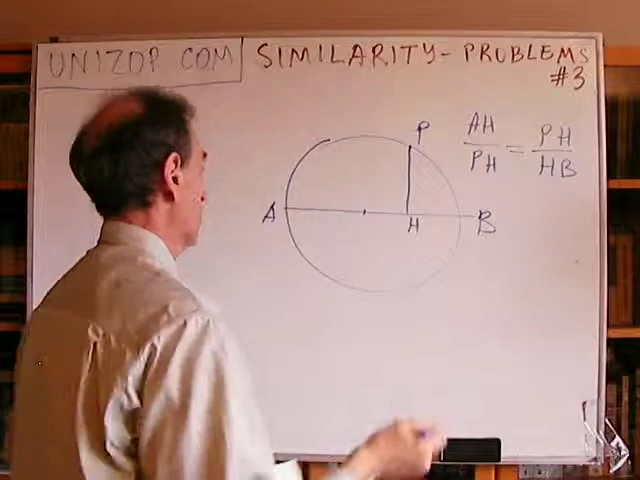 UNIZOR.COM
SIMILARITY - PROBLEMS
#3
AH/PH = PH/HB
P
A
H
B